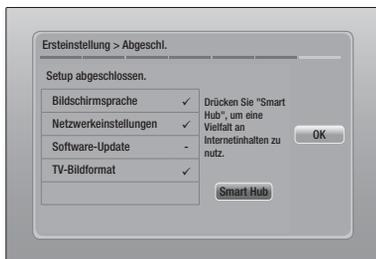 Ersteinstellung > Abgeschl.
Setup abgeschlossen.
Bildschirmsprache ✓
Netzwerkeinstellungen ✓
Software-Update -
TV-Bildformat ✓
Drücken Sie "Smart
Hub", um eine
Vielfalt an
Internetinhalten zu
nutz.
Smart Hub
OK